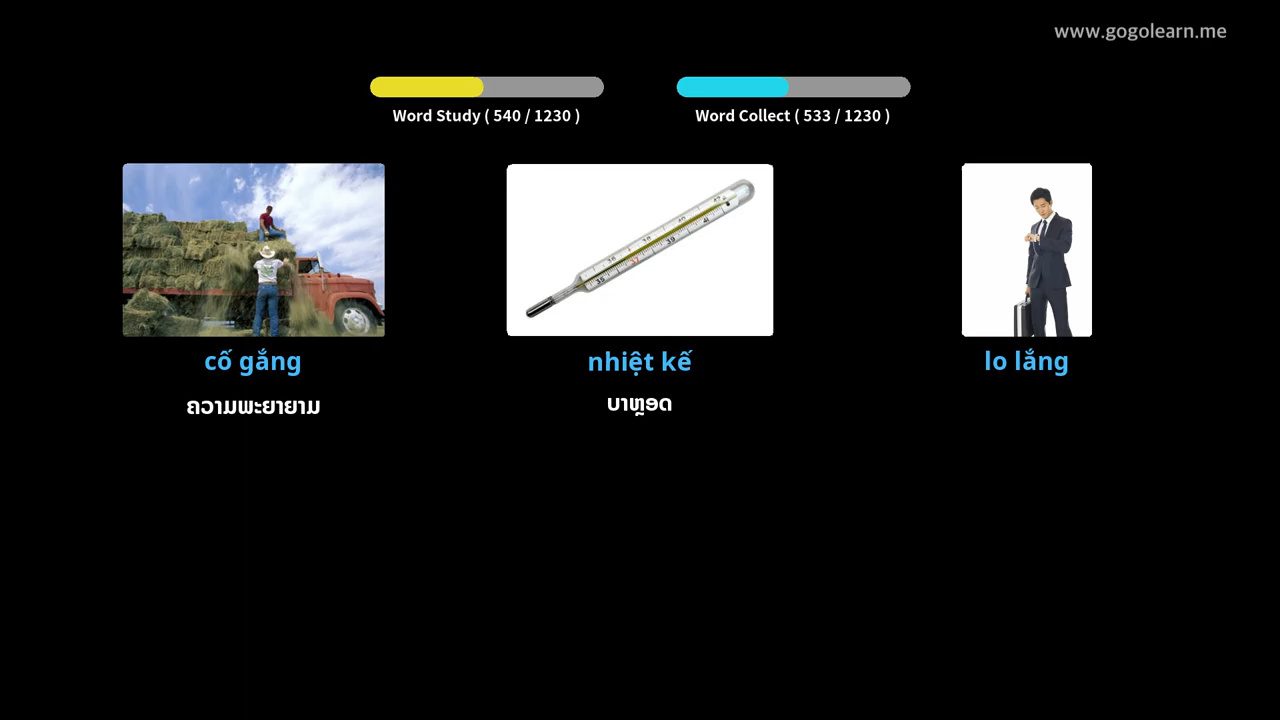 www.gogolearn.me
Word Study ( 540 / 1230 )
Word Collect ( 533 / 1230 )
cố gắng
nhiệt kế
lo lắng
ຄວາມພະຍາຍາມ
ບາຫຼອດ